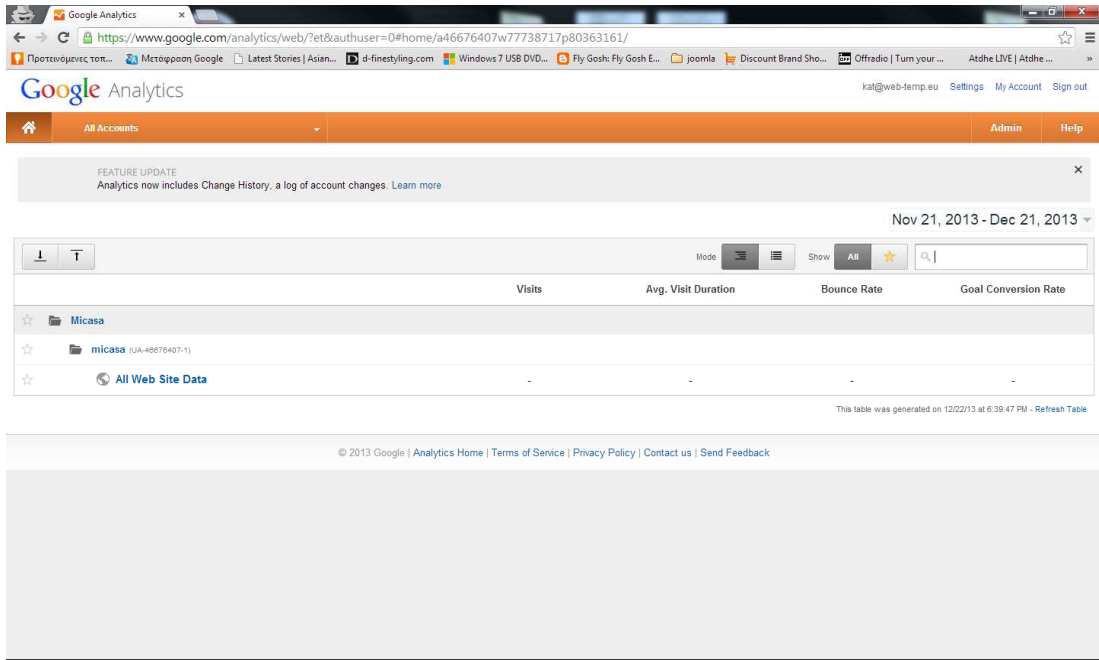 Google Analytics ×
https://www.google.com/analytics/web/?et&authuser=0#home/a46676407w77738717p80363161/
Προτεινόμενες τοπ... Μετάφραση Google Latest Stories | Asian... d-finestyling.com Windows 7 USB DVD... Fly Gosh: Fly Gosh E... joomla Discount Brand Sho... Offradio | Turn your ... Atdhe LIVE | Atdhe ... »
Google Analytics kat@web-temp.eu Settings My Account Sign out
All Accounts Admin Help
FEATURE UPDATE
Analytics now includes Change History, a log of account changes. Learn more
Nov 21, 2013 - Dec 21, 2013
Mode Show All
Visits Avg. Visit Duration Bounce Rate Goal Conversion Rate
Micasa
micasa (UA-46676407-1)
All Web Site Data - - - -
This table was generated on 12/22/13 at 6:39:47 PM - Refresh Table
© 2013 Google | Analytics Home | Terms of Service | Privacy Policy | Contact us | Send Feedback